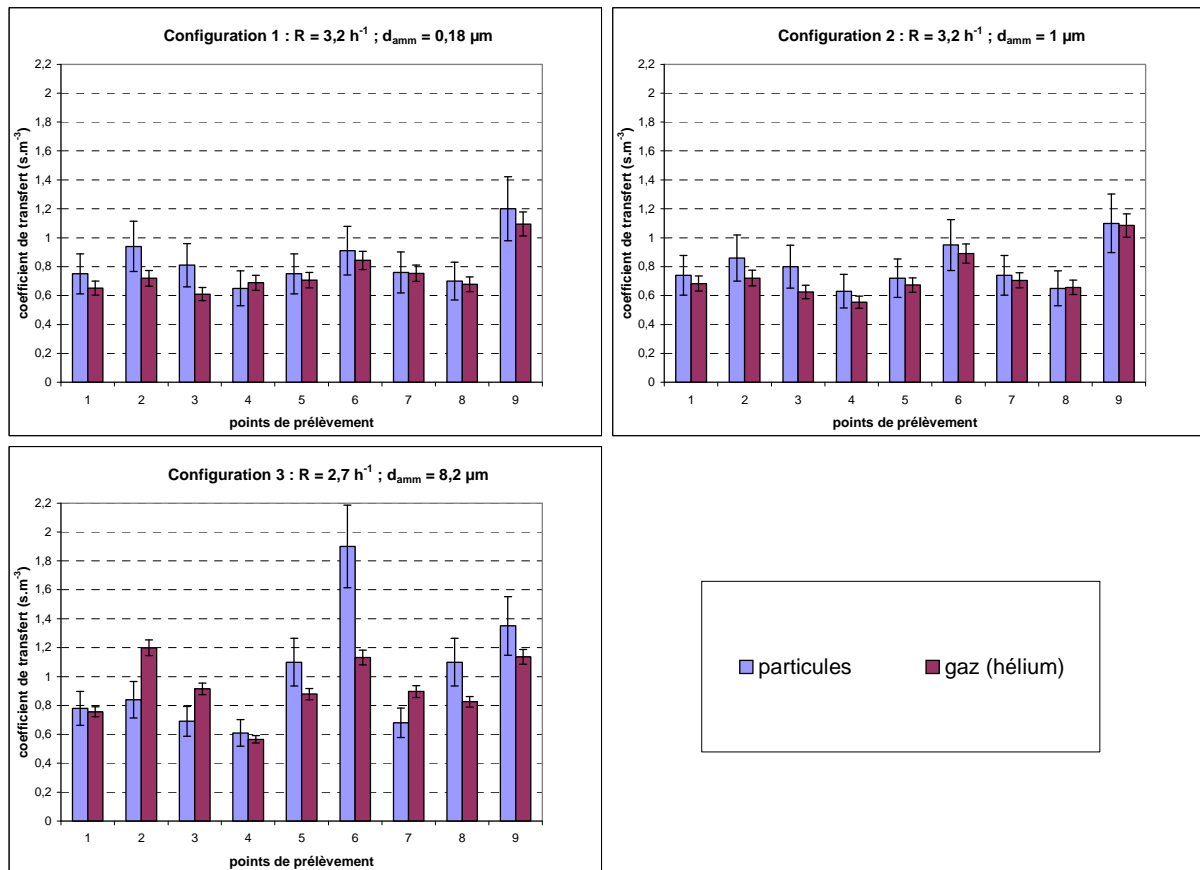 Configuration 1 : R = 3,2 h⁻¹ ; damm = 0,18 µm
coefficient de transfert (s.m⁻³)
2,2
2
1,8
1,6
1,4
1,2
1
0,8
0,6
0,4
0,2
0
1 2 3 4 5 6 7 8 9
points de prélèvement
Configuration 2 : R = 3,2 h⁻¹ ; damm = 1 µm
coefficient de transfert (s.m⁻³)
2,2
2
1,8
1,6
1,4
1,2
1
0,8
0,6
0,4
0,2
0
1 2 3 4 5 6 7 8 9
points de prélèvement
Configuration 3 : R = 2,7 h⁻¹ ; damm = 8,2 µm
coefficient de transfert (s.m⁻³)
2,2
2
1,8
1,6
1,4
1,2
1
0,8
0,6
0,4
0,2
0
1 2 3 4 5 6 7 8 9
points de prélèvement
particules gaz (hélium)